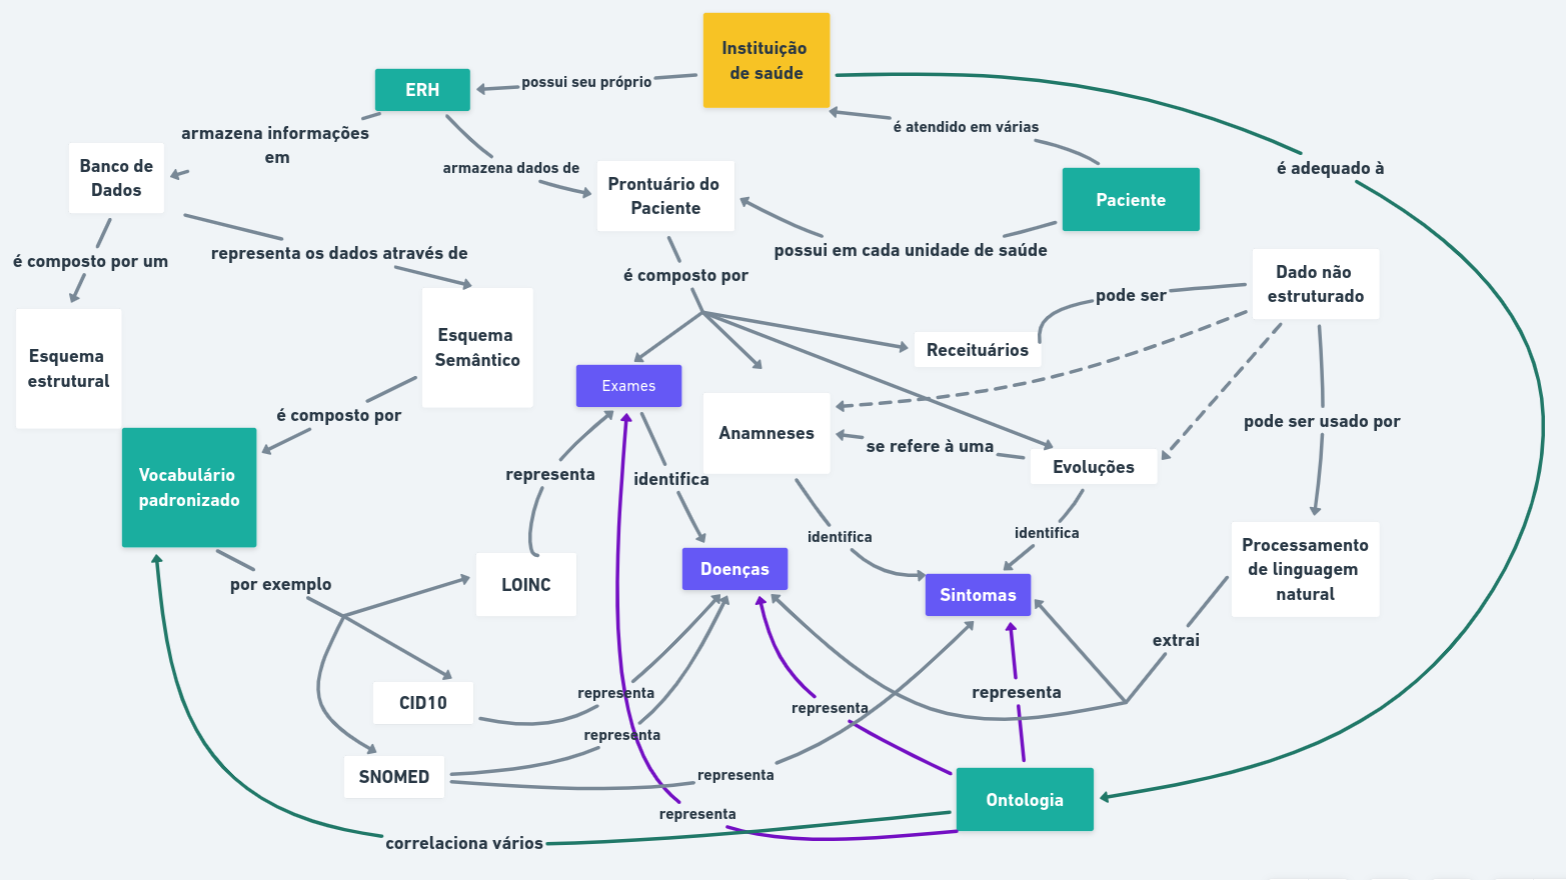 Instituição
de saúde
possui seu próprio
ERH
armazena informações
em
é atendido em várias
Banco de
Dados
armazena dados de
Prontuário do
Paciente
é adequado à
Paciente
é composto por um
representa os dados através de
possui em cada unidade de saúde
é composto por
Dado não
estruturado
pode ser
Esquema
estrutural
Esquema
Semântico
Receituários
Exames
é composto por
Anamneses
pode ser usado por
se refere à uma
Evoluções
Vocabulário
padronizado
representa
identifica
identifica
identifica
Processamento
de linguagem
natural
por exemplo
LOINC
Doenças
Sintomas
extrai
CID10
representa
representa
representa
representa
SNOMED
representa
Ontologia
representa
correlaciona vários